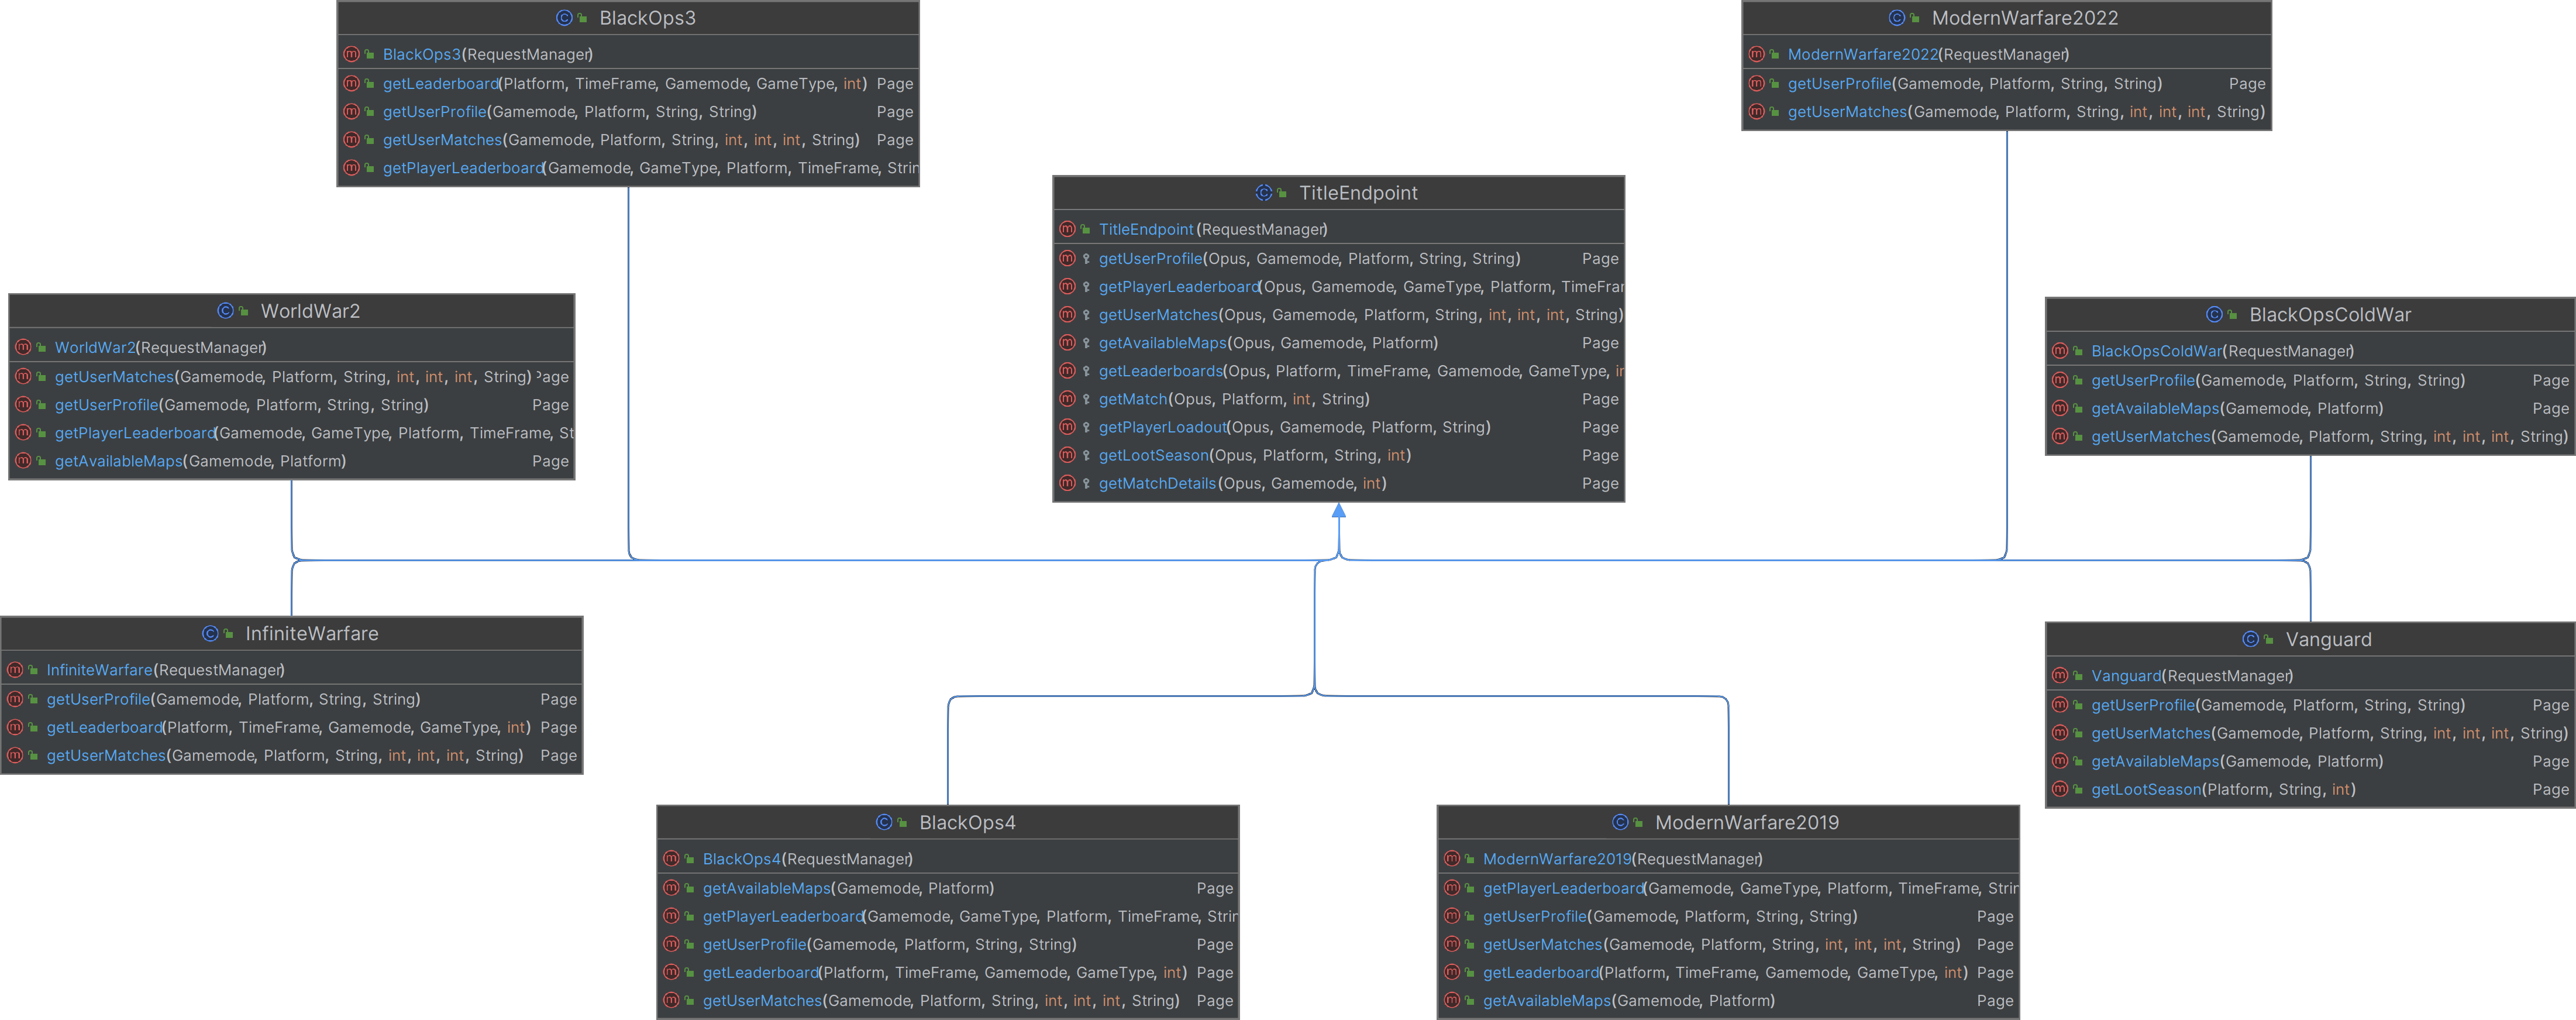 BlackOps3
BlackOps3(RequestManager)
getLeaderboard(Platform, TimeFrame, Gamemode, GameType, int) Page
getUserProfile(Gamemode, Platform, String, String) Page
getUserMatches(Gamemode, Platform, String, int, int, int, String) Page
getPlayerLeaderboard(Gamemode, GameType, Platform, TimeFrame, Strin
ModernWarfare2022
ModernWarfare2022(RequestManager)
getUserProfile(Gamemode, Platform, String, String) Page
getUserMatches(Gamemode, Platform, String, int, int, int, String)
TitleEndpoint
TitleEndpoint(RequestManager)
getUserProfile(Opus, Gamemode, Platform, String, String) Page
getPlayerLeaderboard(Opus, Gamemode, GameType, Platform, TimeFrar
getUserMatches(Opus, Gamemode, Platform, String, int, int, int, String)
getAvailableMaps(Opus, Gamemode, Platform) Page
getLeaderboards(Opus, Platform, TimeFrame, Gamemode, GameType, in
getMatch(Opus, Platform, int, String) Page
getPlayerLoadout(Opus, Gamemode, Platform, String) Page
getLootSeason(Opus, Platform, String, int) Page
getMatchDetails(Opus, Gamemode, int) Page
WorldWar2
WorldWar2(RequestManager)
getUserMatches(Gamemode, Platform, String, int, int, int, String) Page
getUserProfile(Gamemode, Platform, String, String) Page
getPlayerLeaderboard(Gamemode, GameType, Platform, TimeFrame, St
getAvailableMaps(Gamemode, Platform) Page
BlackOpsColdWar
BlackOpsColdWar(RequestManager)
getUserProfile(Gamemode, Platform, String, String) Page
getAvailableMaps(Gamemode, Platform) Page
getUserMatches(Gamemode, Platform, String, int, int, int, String)
InfiniteWarfare
InfiniteWarfare(RequestManager)
getUserProfile(Gamemode, Platform, String, String) Page
getLeaderboard(Platform, TimeFrame, Gamemode, GameType, int) Page
getUserMatches(Gamemode, Platform, String, int, int, int, String) Page
Vanguard
Vanguard(RequestManager)
getUserProfile(Gamemode, Platform, String, String) Page
getUserMatches(Gamemode, Platform, String, int, int, int, String)
getAvailableMaps(Gamemode, Platform) Page
getLootSeason(Platform, String, int) Page
BlackOps4
BlackOps4(RequestManager)
getAvailableMaps(Gamemode, Platform) Page
getPlayerLeaderboard(Gamemode, GameType, Platform, TimeFrame, Strin
getUserProfile(Gamemode, Platform, String, String) Page
getLeaderboard(Platform, TimeFrame, Gamemode, GameType, int) Page
getUserMatches(Gamemode, Platform, String, int, int, int, String) Page
ModernWarfare2019
ModernWarfare2019(RequestManager)
getPlayerLeaderboard(Gamemode, GameType, Platform, TimeFrame, Strin
getUserProfile(Gamemode, Platform, String, String) Page
getUserMatches(Gamemode, Platform, String, int, int, int, String) Page
getLeaderboard(Platform, TimeFrame, Gamemode, GameType, int) Page
getAvailableMaps(Gamemode, Platform) Page